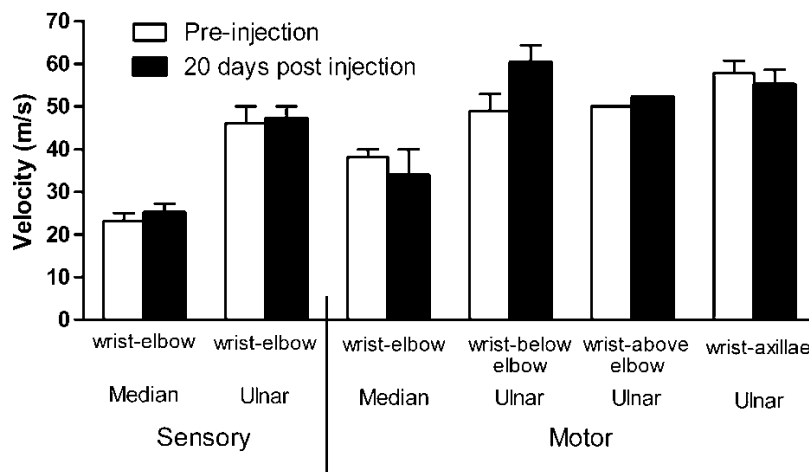 Pre-injection
20 days post injection
Velocity (m/s)
70
60
50
40
30
20
10
0
wrist-elbow wrist-elbow wrist-elbow wrist-below elbow wrist-above elbow wrist-axillae
Median Ulnar Median Ulnar Ulnar Ulnar
Sensory Motor